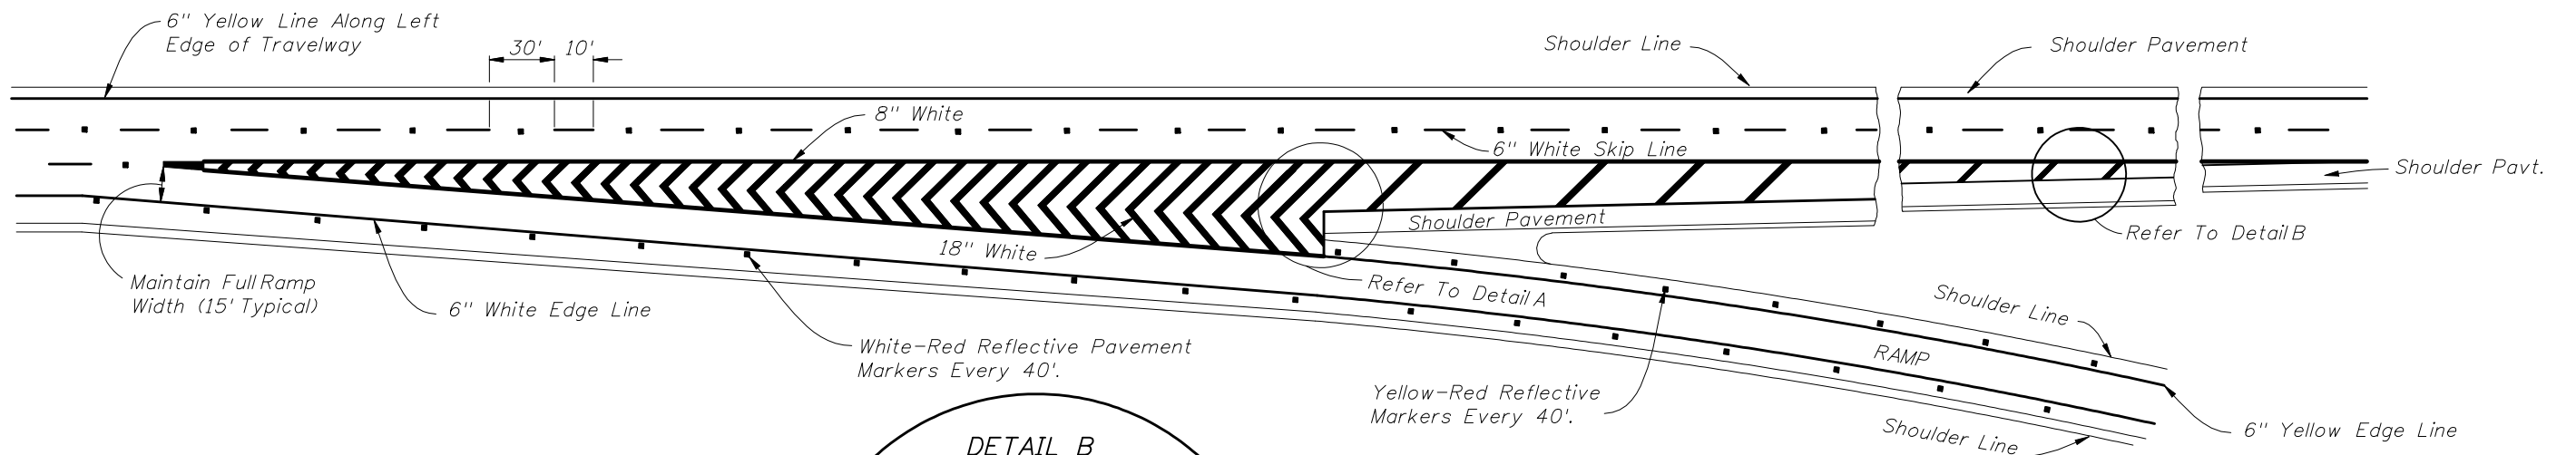 6" Yellow Line Along Left
Edge of Travelway
30' 10'
Shoulder Line
Shoulder Pavement
8" White
6" White Skip Line
Shoulder Pavt.
Shoulder Pavement
18" White
Refer To Detail B
Maintain Full Ramp
Width (15' Typical)
6" White Edge Line
Refer To Detail A
Shoulder Line
White-Red Reflective Pavement
Markers Every 40'.
RAMP
Yellow-Red Reflective
Markers Every 40'.
6" Yellow Edge Line
Shoulder Line
DETAIL B